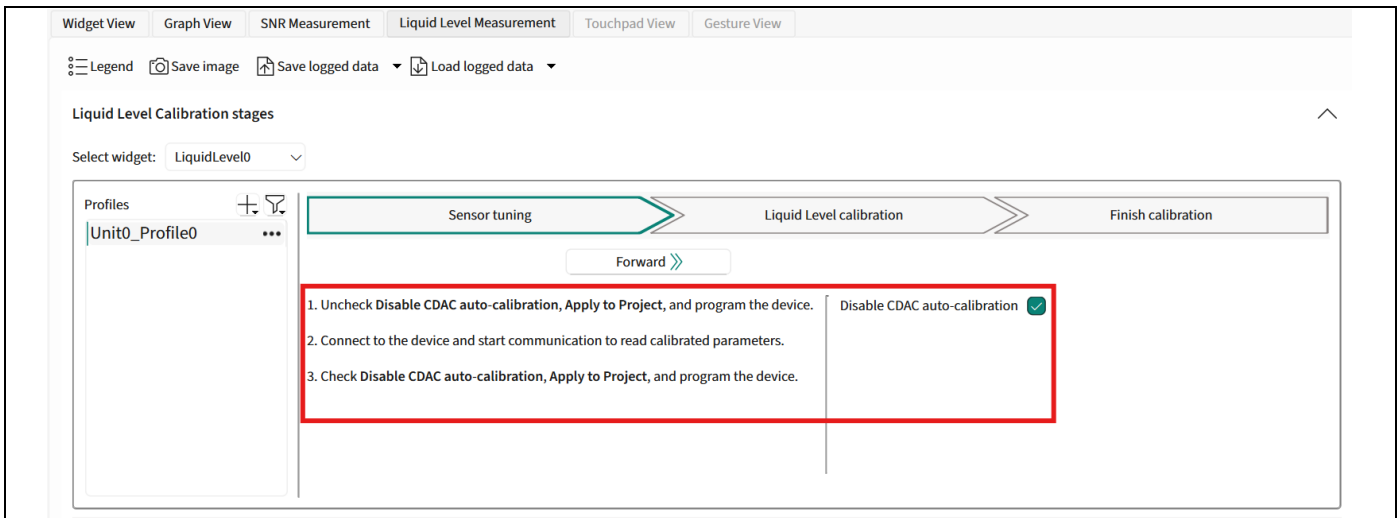 Widget View Graph View SNR Measurement Liquid Level Measurement Touchpad View Gesture View
Legend Save image Save logged data Load logged data
Liquid Level Calibration stages
Select widget: LiquidLevel0
Profiles
Unit0_Profile0
Sensor tuning Liquid Level calibration Finish calibration
Forward
1. Uncheck Disable CDAC auto-calibration, Apply to Project, and program the device.
2. Connect to the device and start communication to read calibrated parameters.
3. Check Disable CDAC auto-calibration, Apply to Project, and program the device.
Disable CDAC auto-calibration